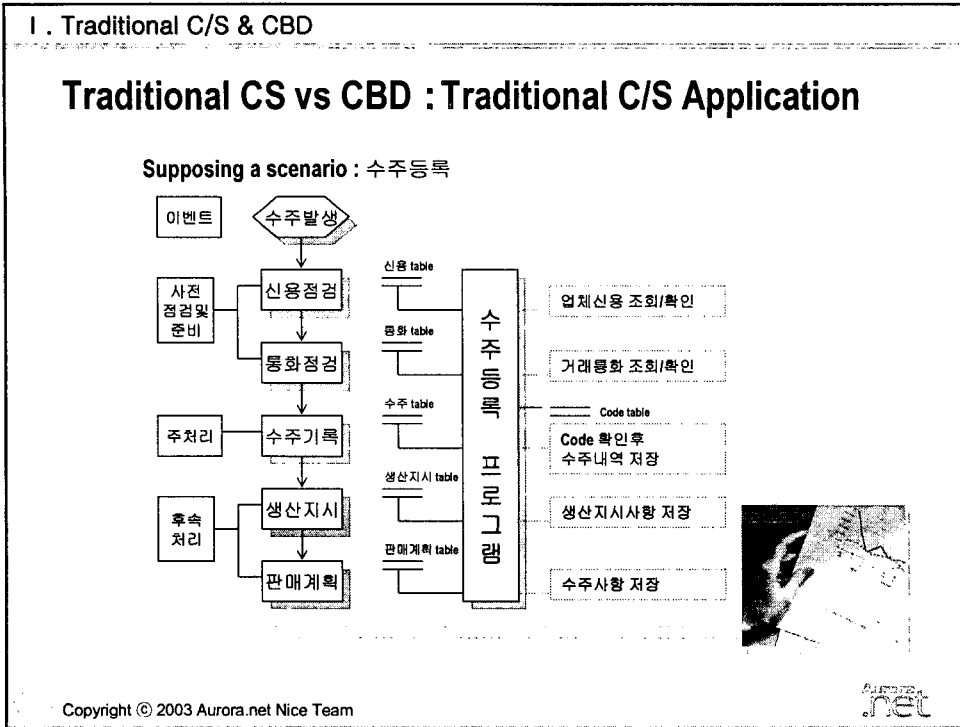 I. Traditional C/S & CBD
Traditional CS vs CBD : Traditional C/S Application
Supposing a scenario : 수주등록
이벤트
수주발생
사전
점검및
준비
신용점검
통화점검
주처리
수주기록
후속
처리
생산지시
판매계획
신용 table
통화 table
수주 table
생산지시 table
판매계획 table
수주등록 프로그램
업체신용 조회/확인
거래통화 조회/확인
Code table
Code 확인후
수주내역 저장
생산지시사항 저장
수주사항 저장
Copyright ⓒ 2003 Aurora.net Nice Team
Aurora
.net